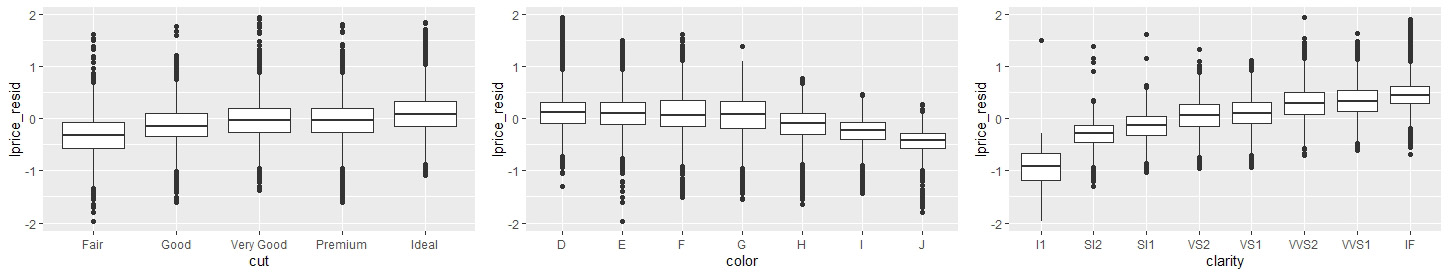 lprice_resid
2
1
0
-1
-2
Fair Good Very Good Premium Ideal
cut
lprice_resid
2
1
0
-1
-2
D E F G H I J
color
lprice_resid
2
1
0
-1
-2
I1 SI2 SI1 VS2 VS1 VVS2 VVS1 IF
clarity